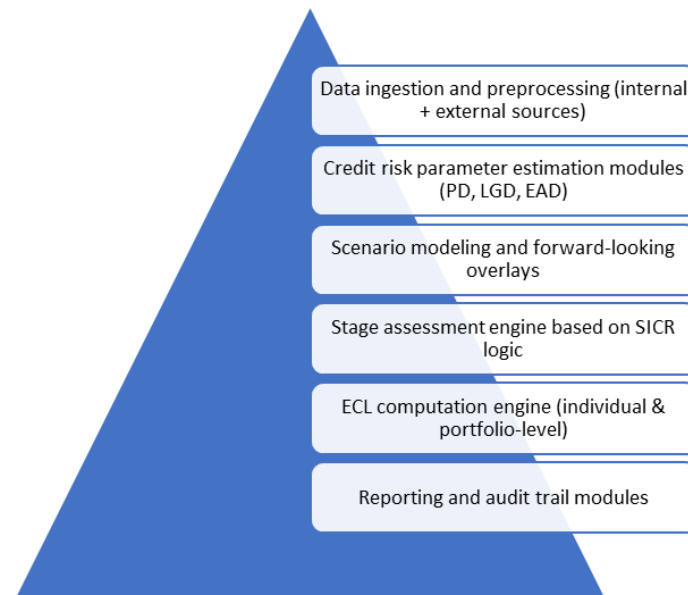 Data ingestion and preprocessing (internal
+ external sources)
Credit risk parameter estimation modules
(PD, LGD, EAD)
Scenario modeling and forward-looking
overlays
Stage assessment engine based on SICR
logic
ECL computation engine (individual &
portfolio-level)
Reporting and audit trail modules